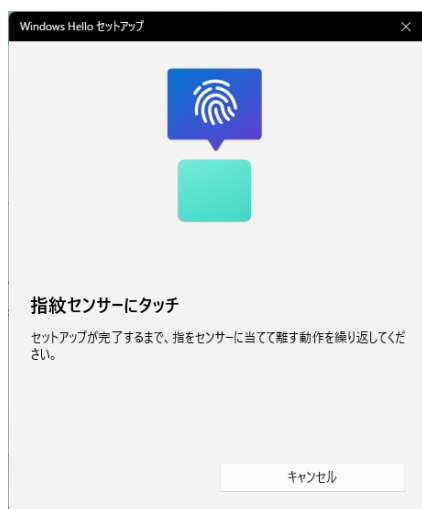 Windows Hello セットアップ
指紋センサーにタッチ
セットアップが完了するまで、指をセンサーに当てて離す動作を繰り返してくだ
さい。
キャンセル